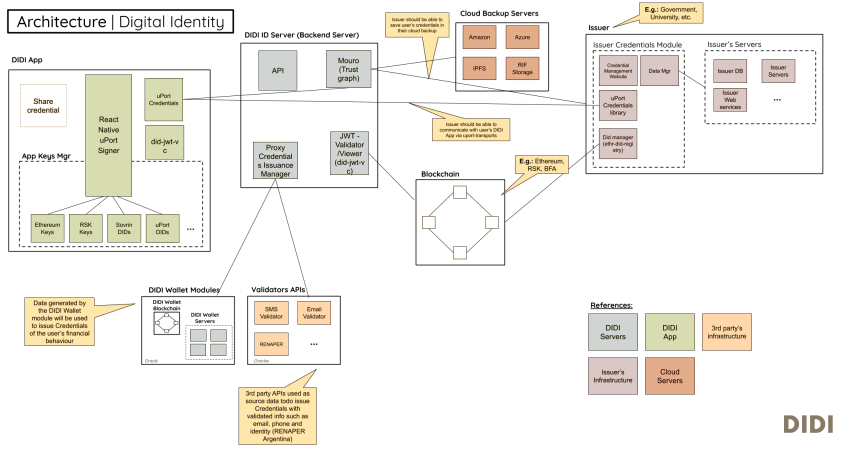 Architecture | Digital Identity
DIDI App
Share
credential
React
Native
uPort
Signer
uPort
Credentials
did-jwt-v
c
App Keys Mgr
Ethereum
Keys
RSK
Keys
Sovrin
DIDs
uPort
DIDs
...
DIDI ID Server (Backend Server)
API
Mouro
(Trust
graph)
Proxy
Credential
s Issuance
Manager
JWT -
Validator
/Viewer
(did-jwt-v
c)
Issuer should be able to
save user's credentials in
their cloud backup
Cloud Backup Servers
Amazon
Azure
IPFS
RIF
Storage
Issuer should be able to
communicate with user's DIDI
App via uport-transports
E.g.: Ethereum,
RSK, BFA
Blockchain
E.g.: Government,
University, etc.
Issuer
Issuer Credentials Module
Credential
Management
Website
Data Mgr
uPort
Credentials
library
Did manager
(ethr-did-regi
stry)
Issuer's Servers
Issuer DB
Issuer
Servers
Issuer
Web
services
...
Data generated by
the DIDI Wallet
module will be used
to issue Credentials
of the user's financial
behaviour
DIDI Wallet Modules
DIDI Wallet
Blockchain
DIDI Wallet
Servers
Oracle
Validators APIs
SMS
Validator
Email
Validator
RENAPER
...
Oracles
3rd party APIs used as
source data todo issue
Credentials with
validated info such as
email, phone and
identity (RENAPER
Argentina)
References:
DIDI
Servers
DIDI
App
3rd party's
infrastructure
Issuer's
Infrastructure
Cloud
Servers
DIDI